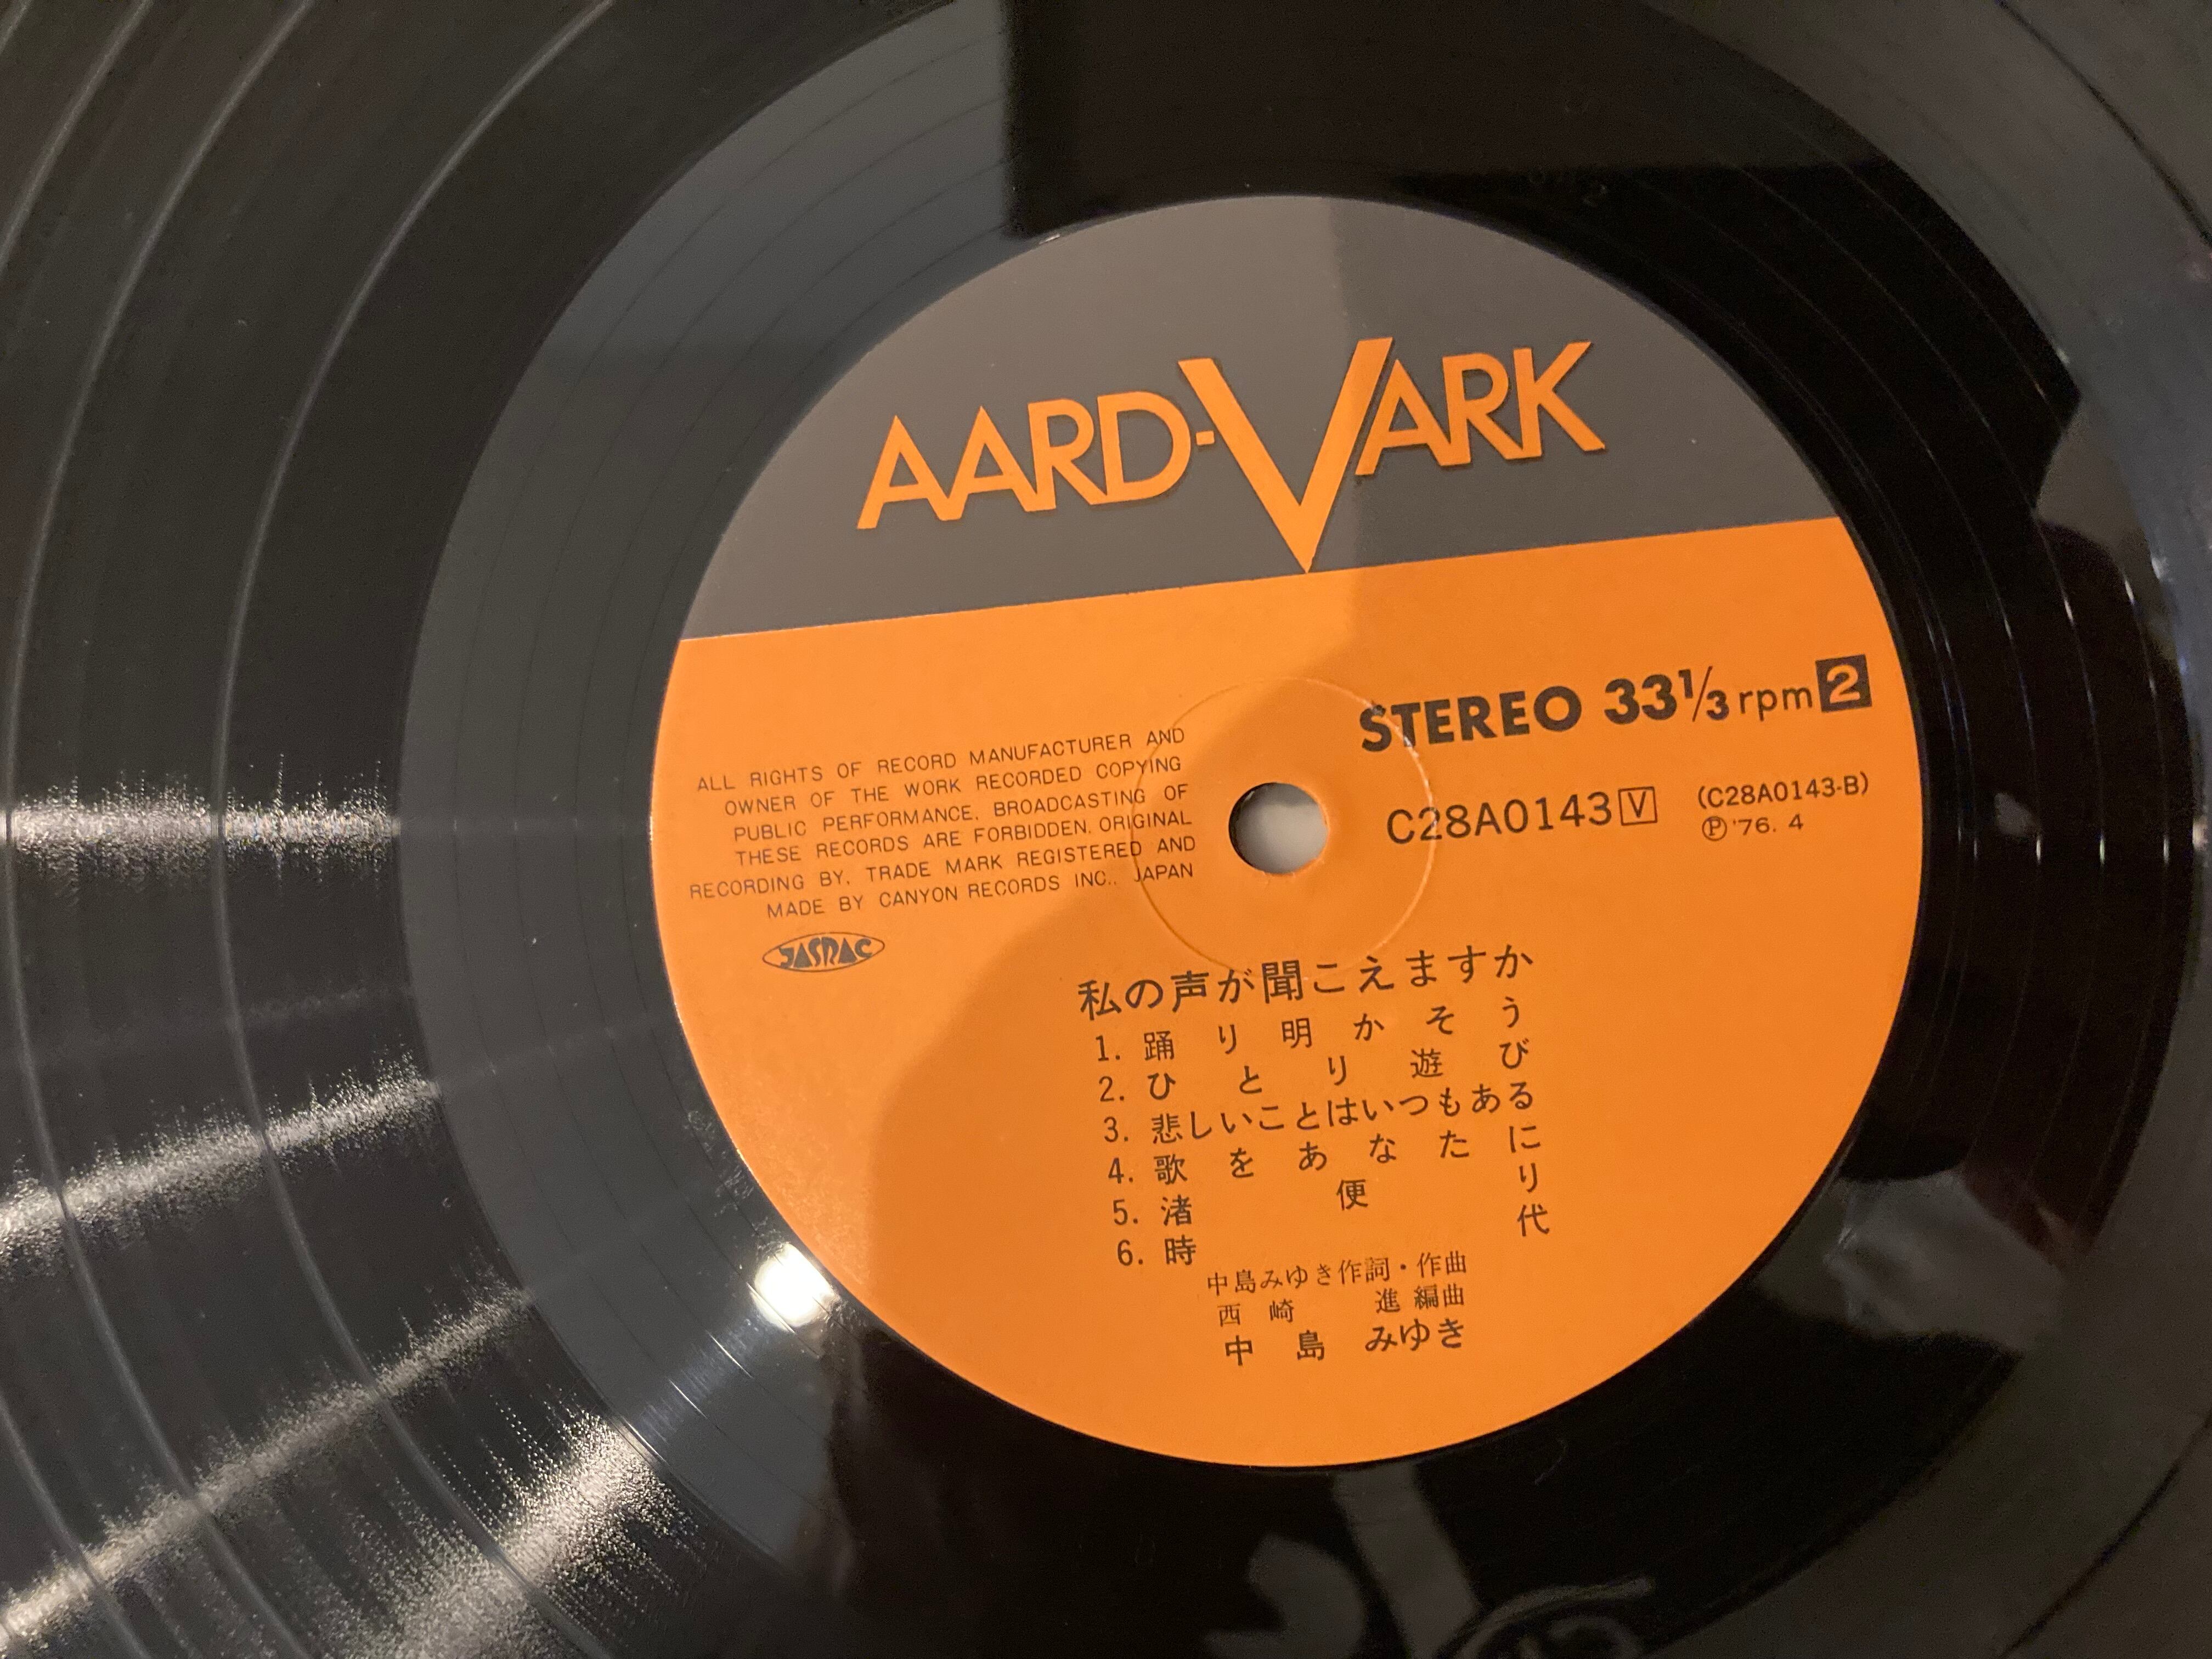 AARD-VARK
STEREO 33⅓ rpm 2
C28A0143 V (C28A0143-B)
Ⓟ '76. 4
ALL RIGHTS OF RECORD MANUFACTURER AND
OWNER OF THE WORK RECORDED COPYING
PUBLIC PERFORMANCE. BROADCASTING OF
THESE RECORDS ARE FORBIDDEN. ORIGINAL
RECORDING BY. TRADE MARK REGISTERED AND
MADE BY CANYON RECORDS INC.. JAPAN
JASRAC
私の声が聞こえますか
1. 踊り明かそう
2. ひとり遊び
3. 悲しいことはいつもある
4. 歌をあなたに
5. 渚便り
6. 時代
中島みゆき作詞・作曲
西崎 進 編曲
中島 みゆき